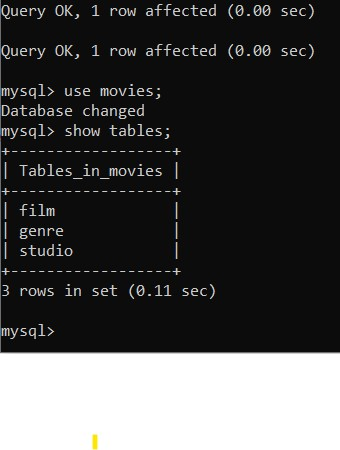 Query OK, 1 row affected (0.00 sec)
Query OK, 1 row affected (0.00 sec)
mysql> use movies;
Database changed
mysql> show tables;
+------------------+
| Tables_in_movies |
+------------------+
| film             |
| genre            |
| studio           |
+------------------+
3 rows in set (0.11 sec)
mysql>